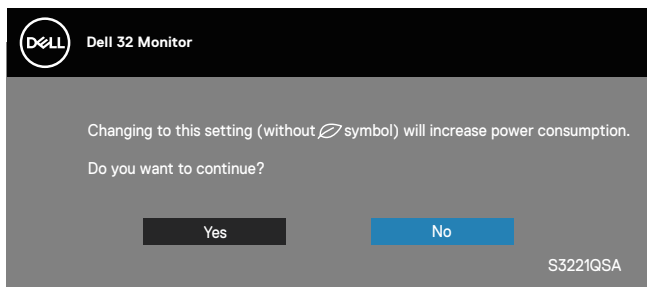 DELL
Dell 32 Monitor
Changing to this setting (without symbol) will increase power consumption.
Do you want to continue?
Yes
No
S3221QSA